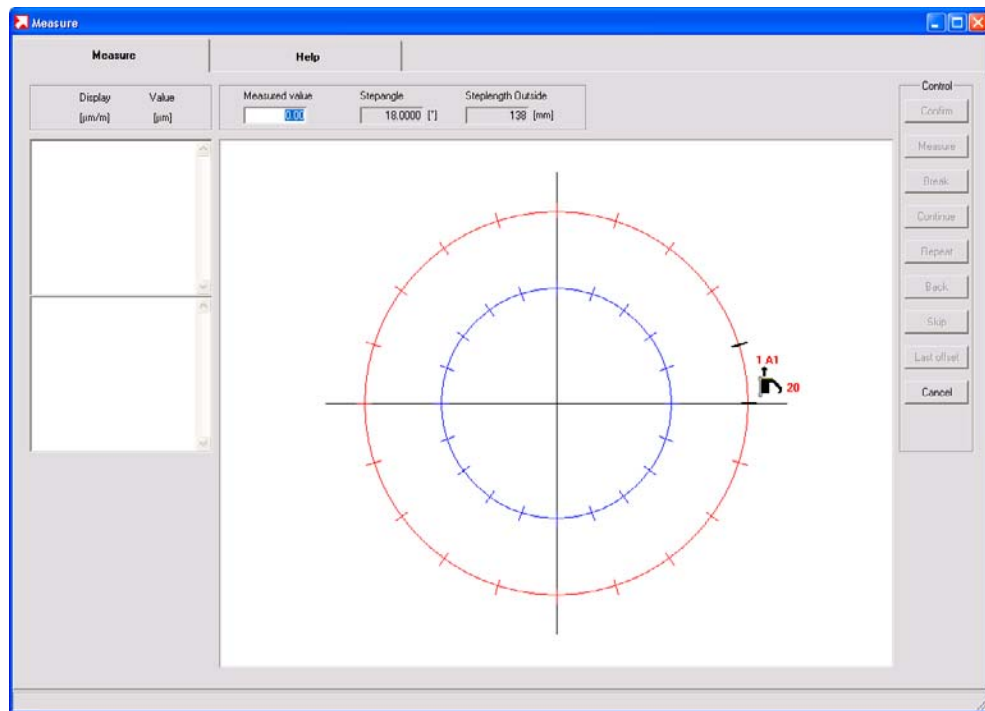 Measure
Measure Help
Display Value
[µm/m] [µm]
Measured value Stepangle Steplength Outside
0.00 18.0000 [°] 138 [mm]
Control
Confirm
Measure
Break
Continue
Repeat
Back
Skip
Last offset
Cancel
1 A1
20